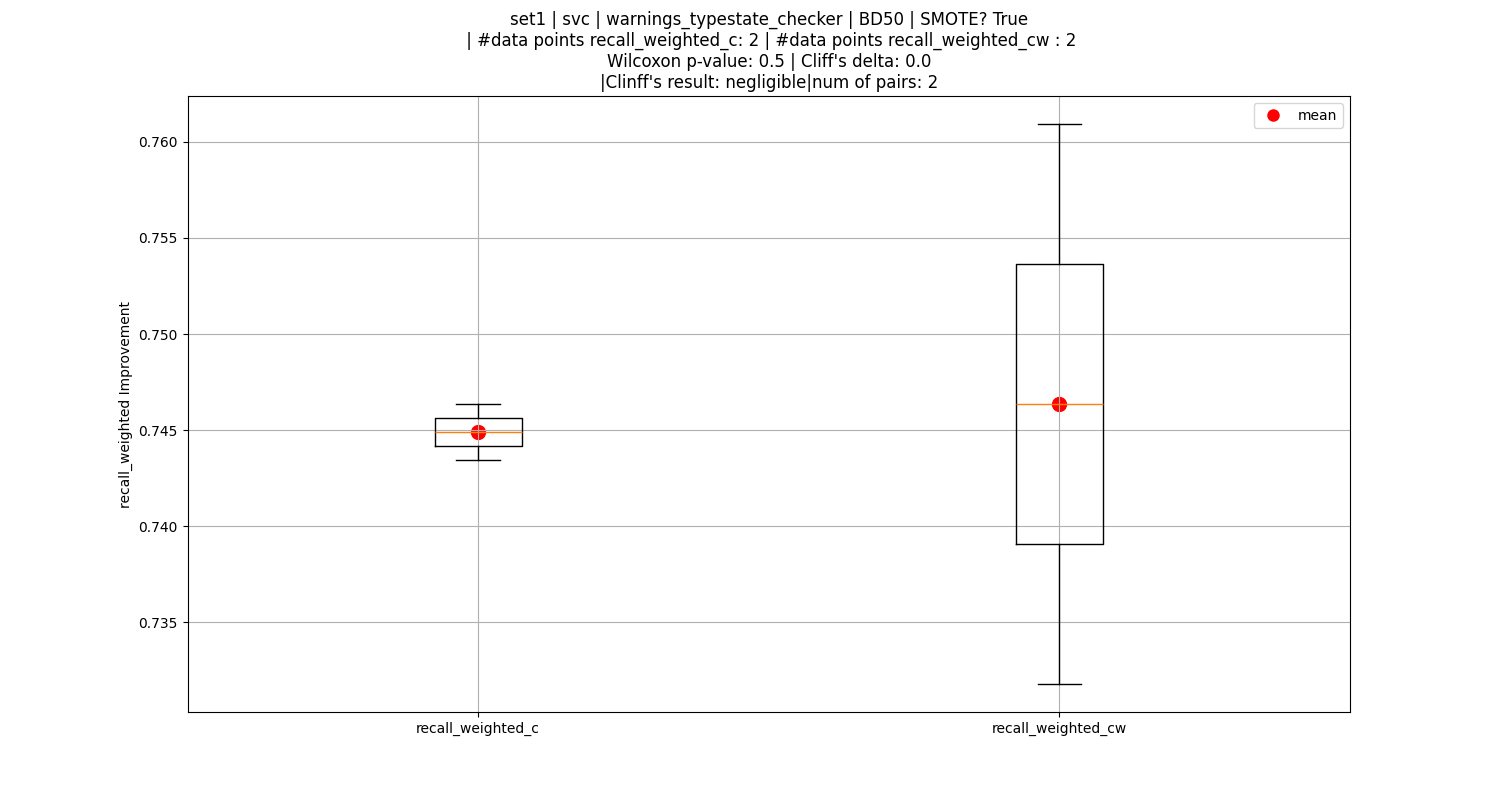 set1 | svc | warnings_typestate_checker | BD50 | SMOTE? True
| #data points recall_weighted_c: 2 | #data points recall_weighted_cw : 2
Wilcoxon p-value: 0.5 | Cliff's delta: 0.0
|Clinff's result: negligible|num of pairs: 2
mean
0.760
0.755
0.750
0.745
0.740
0.735
recall_weighted Improvement
recall_weighted_c
recall_weighted_cw